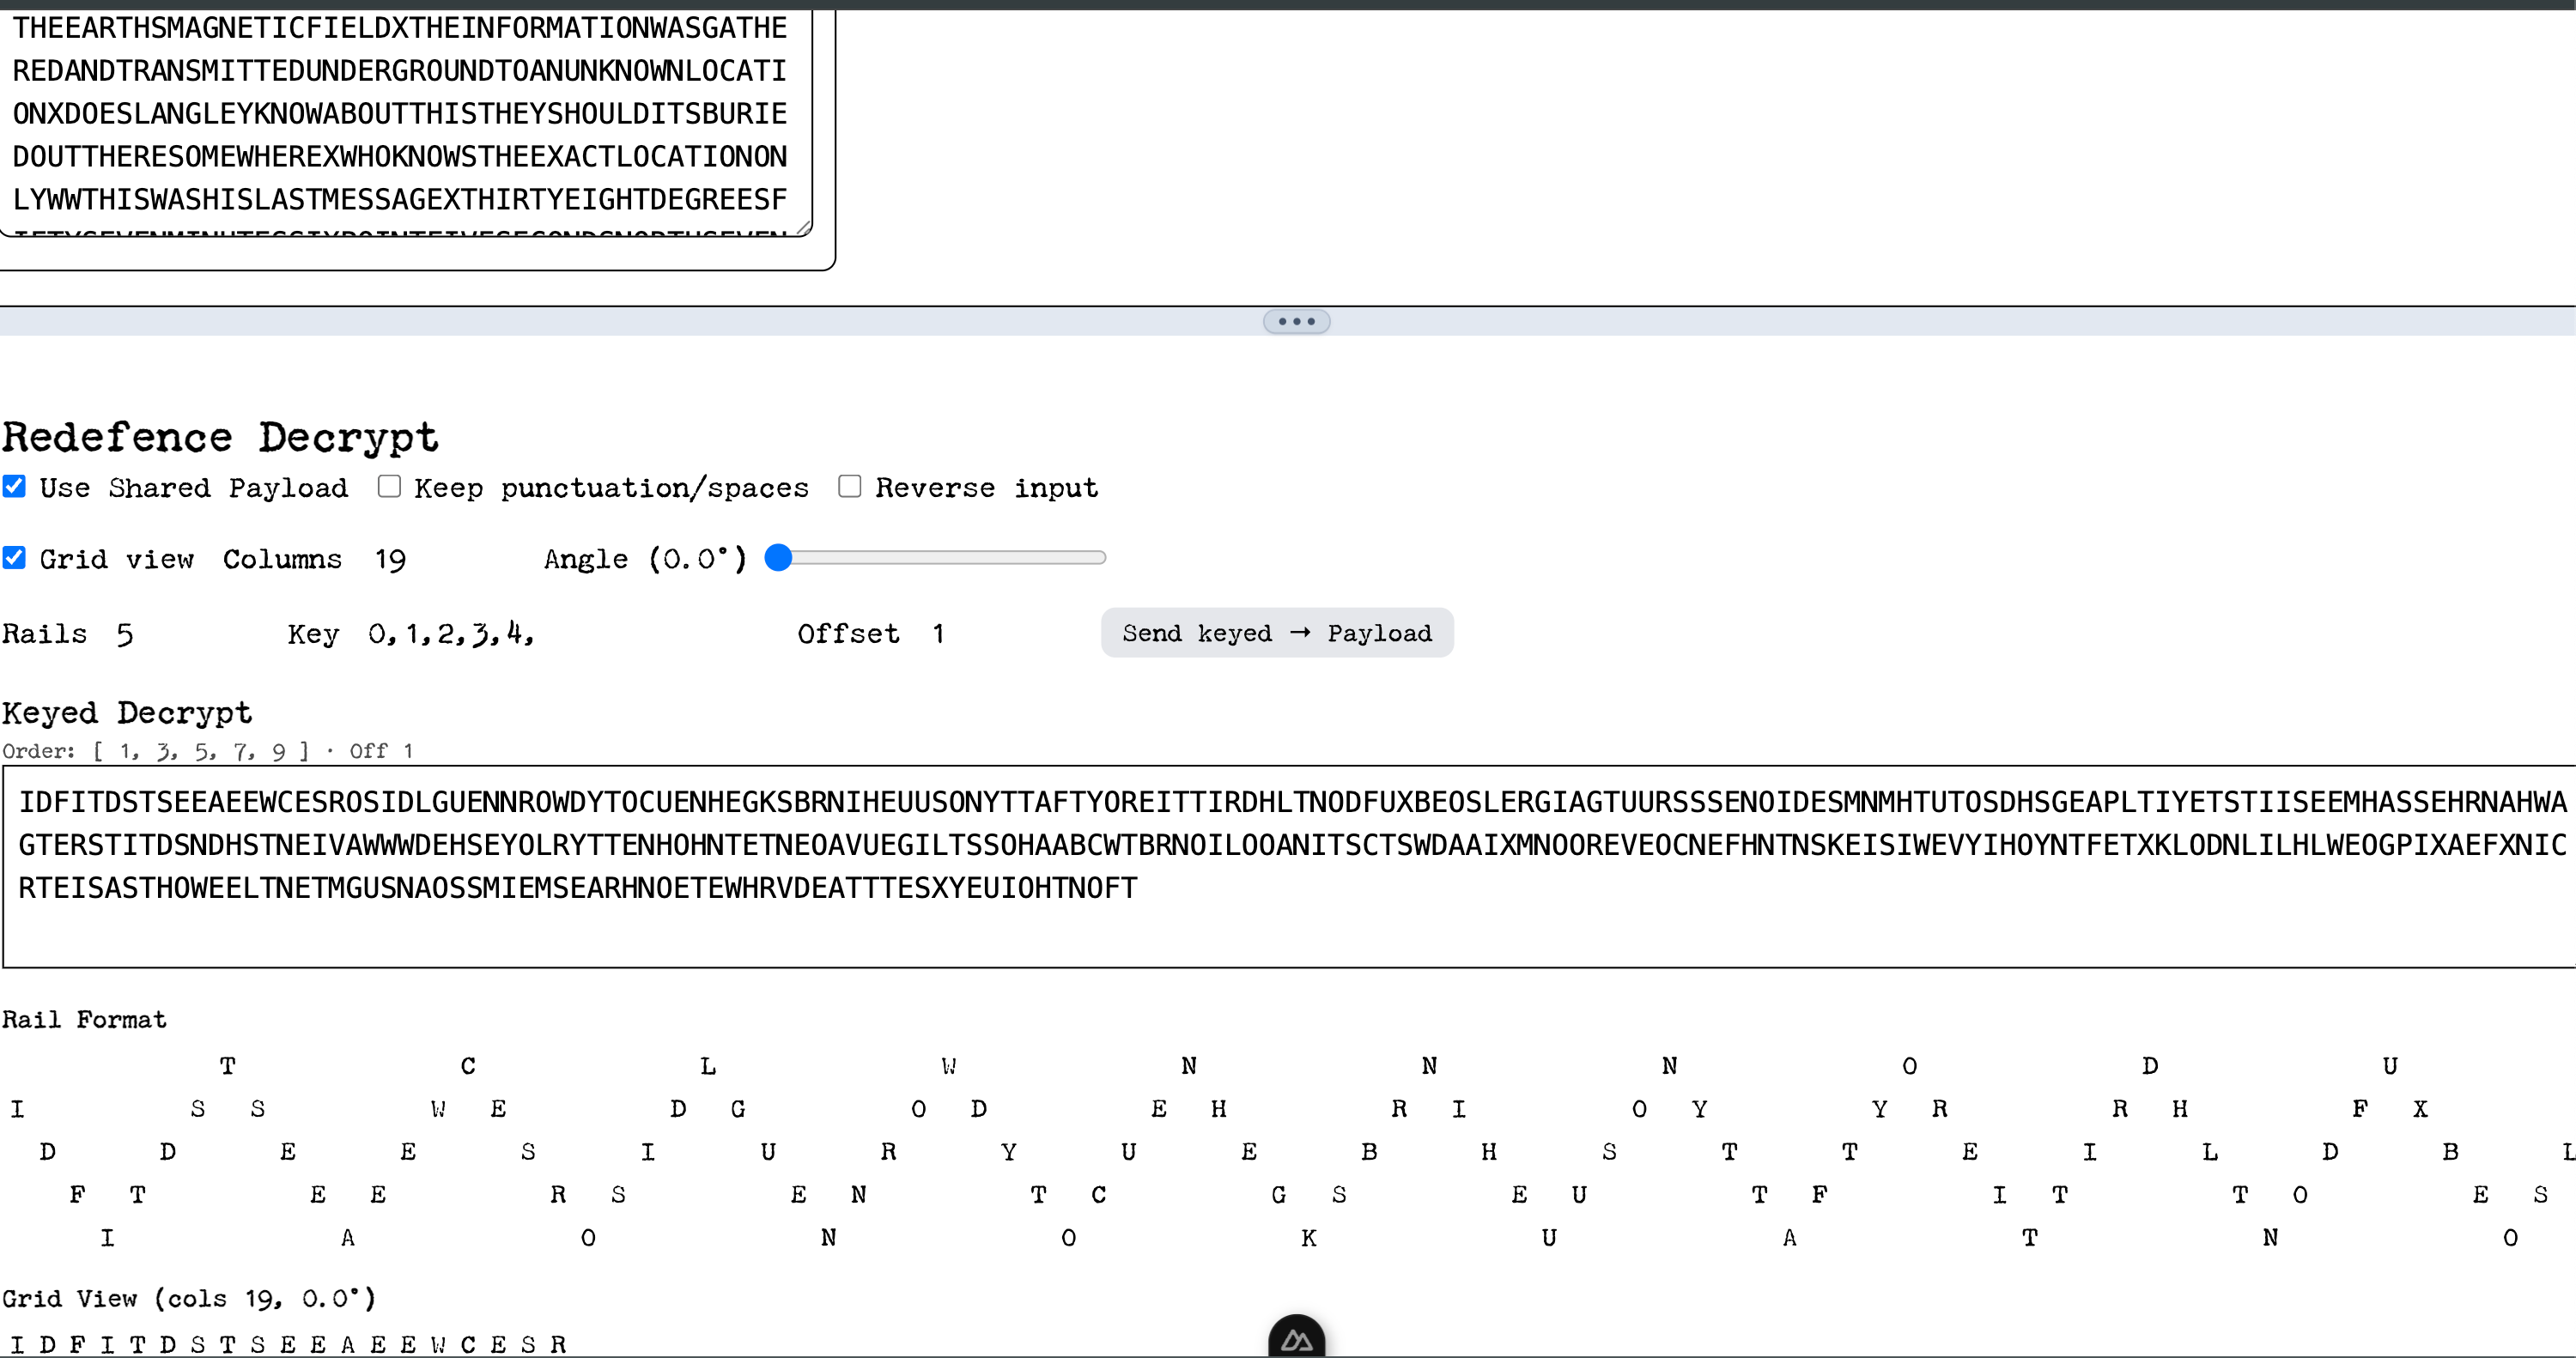 THEEARTHSMAGNETICFIELDXTHEINFORMATIONWASGATHE
REDANDTRANSMITTEDUNDERGROUNDTOANUNKNOWNLOCATI
ONXDOESLANGLEYKNOWABOUTTHISTHEYSHOULDITSBURIE
DOUTTHERESOMEWHEREXWHOKNOWSTHEEXACTLOCATIONON
LYWWTHISWASHISLASTMESSAGEXTHIRTYEIGHTDEGREESF
IFTYSEVENMINUTESSIXPOINTFIVESECONDSNORTHSEVEN
Redefence Decrypt
Use Shared Payload Keep punctuation/spaces Reverse input
Grid view Columns 19 Angle (0.0°)
Rails 5 Key 0,1,2,3,4, Offset 1 Send keyed → Payload
Keyed Decrypt
Order: [ 1, 3, 5, 7, 9 ] · Off 1
IDFITDSTSEEAEEWCESROSIDLGUENNROWDYTOCUENHEGKSBRNIHEUUSONYTTAFTYOREITTIRDHLTNODFUXBEOSLERGIAGTUURSSSENOIDESMNMHTUTOSDHSGEAPLTIYETSTIISEEMHASSEHRNAHWA
GTERSTITDSNDHSTNEIVAWWWDEHSEYOLRYTTENHOHNTETNEOAVUEGILTSSOHAABCWTBRNOILOOANITSCTSWDAAIXMNOOREVEOCNEFHNTNSKEISIWEVYIHOYNTFETXKLODNLILHLWEOGPIXAEFXNIC
RTEISASTHOWEELTNETMGUSNAOSSMIEMSEARHNOETEWHRVDEATTTESXYEUIOHTNOFT
Rail Format
T C L W N N N O D U
I S S W E D G O D E H R I O Y Y R R H F X
D D E E S I U R Y U E B H S T T E I L D B L
F T E E R S E N T C G S E U T F I T T O E S
I A O N O K U A T N O
Grid View (cols 19, 0.0°)
I D F I T D S T S E E A E E W C E S R